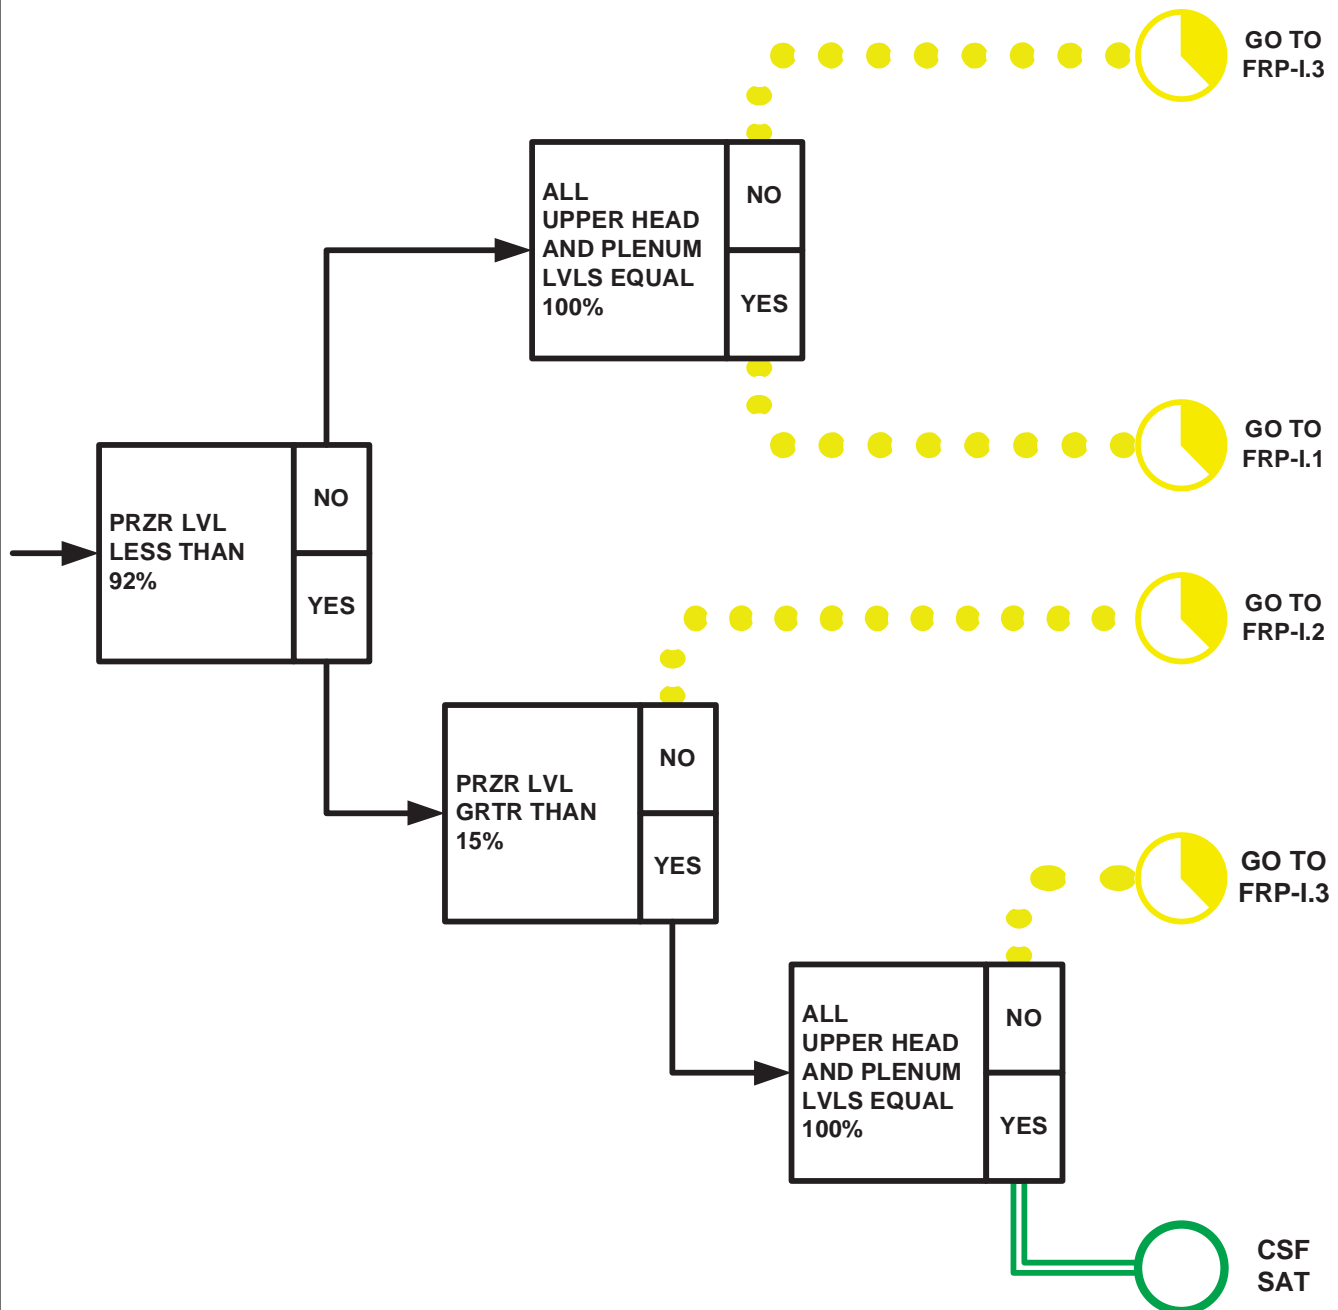 GO TO
FRP-I.3
ALL
UPPER HEAD
AND PLENUM
LVLS EQUAL
100%
NO
YES
GO TO
FRP-I.1
PRZR LVL
LESS THAN
92%
NO
YES
GO TO
FRP-I.2
PRZR LVL
GRTR THAN
15%
NO
YES
GO TO
FRP-I.3
ALL
UPPER HEAD
AND PLENUM
LVLS EQUAL
100%
NO
YES
CSF
SAT